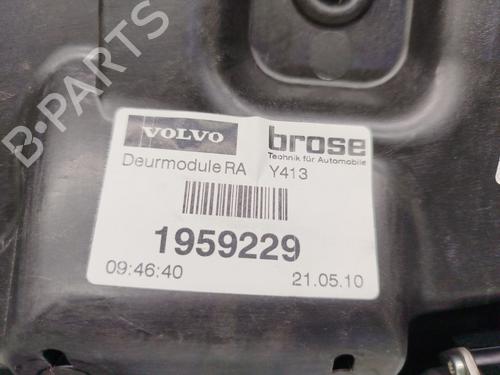 B-PARTS
VOLVO brose
Technik für Automobile
Deurmodule RA Y413
1959229
09:46:40 21.05.10